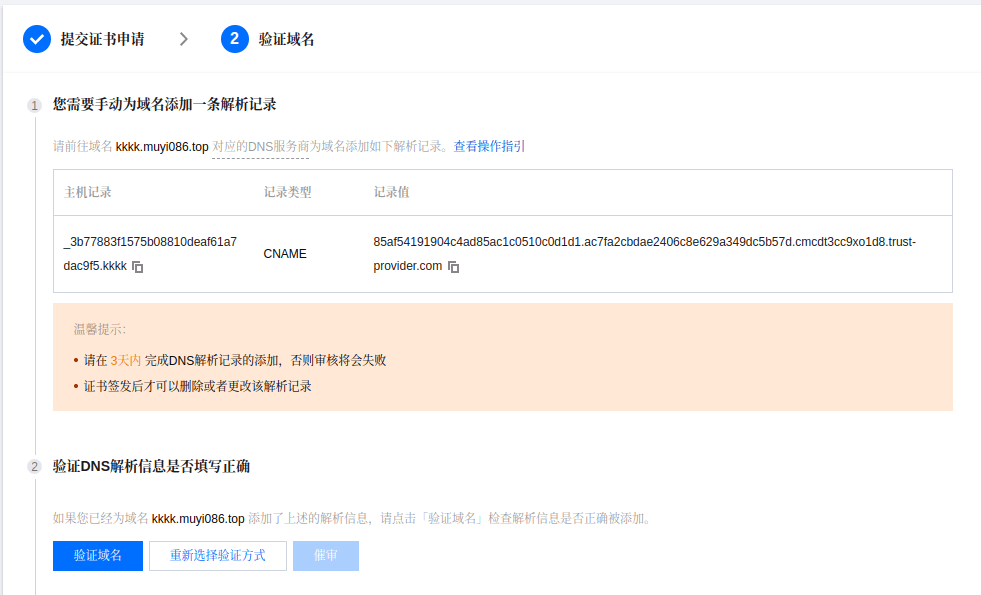 提交证书申请
2 验证域名
1 您需要手动为域名添加一条解析记录
请前往域名 kkkk.muyi086.top 对应的DNS服务商为域名添加如下解析记录。查看操作指引
主机记录 记录类型 记录值
_3b77883f1575b08810deaf61a7 85af54191904c4ad85ac1c0510c0d1d1.ac7fa2cbdae2406c8e629a349dc5b57d.cmcdt3cc9xo1d8.trust-
CNAME
dac9f5.kkkk provider.com
温馨提示：
• 请在 3天内 完成DNS解析记录的添加，否则审核将会失败
• 证书签发后才可以删除或者更改该解析记录
2 验证DNS解析信息是否填写正确
如果您已经为域名 kkkk.muyi086.top 添加了上述的解析信息，请点击「验证域名」检查解析信息是否正确被添加。
验证域名 重新选择验证方式 催审